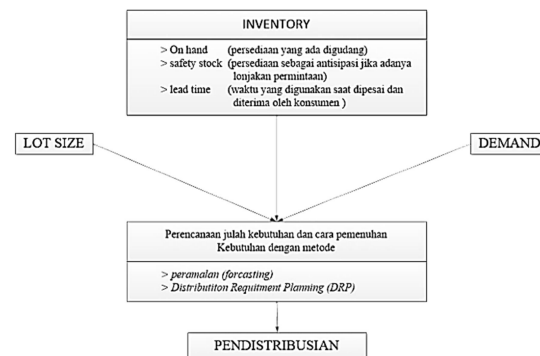 INVENTORY
> On hand (persediaan yang ada digudang)
> safety stock (persediaan sebagai antisipasi jika adanya
lonjakan permintaan)
> lead time (waktu yang digunakan saat dipesai dan
diterima oleh konsumen )
LOT SIZE
DEMAND
Perencanaan julah kebutuhan dan cara pemenuhan
Kebutuhan dengan metode
> peramalan (forcasting)
> Distributiton Requitment Planning (DRP)
PENDISTRIBUSIAN